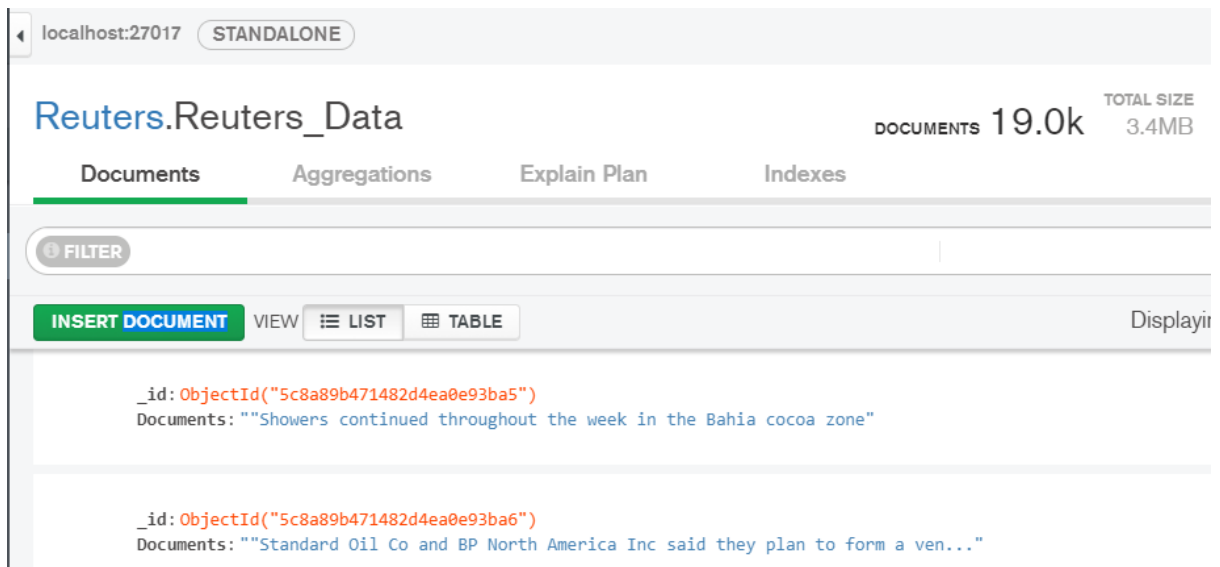 localhost:27017 STANDALONE
Reuters.Reuters_Data
DOCUMENTS 19.0k
TOTAL SIZE
3.4MB
Documents Aggregations Explain Plan Indexes
FILTER
INSERT DOCUMENT VIEW LIST TABLE
_id: ObjectId("5c8a89b471482d4ea0e93ba5")
Documents: ""Showers continued throughout the week in the Bahia cocoa zone"
_id: ObjectId("5c8a89b471482d4ea0e93ba6")
Documents: ""Standard Oil Co and BP North America Inc said they plan to form a ven..."